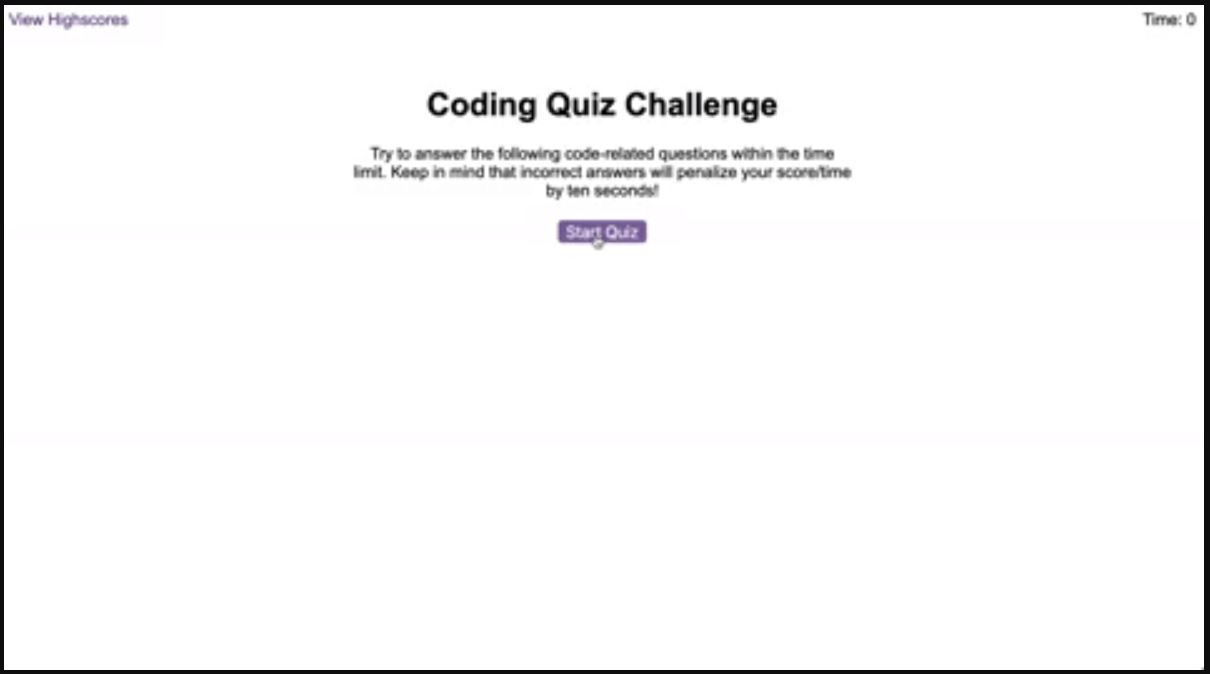 View Highscores
Time: 0
Coding Quiz Challenge
Try to answer the following code-related questions within the time
limit. Keep in mind that incorrect answers will penalize your score/time
by ten seconds!
Start Quiz